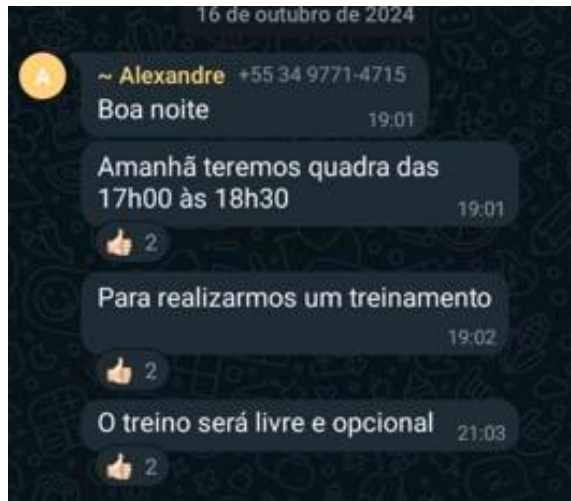 16 de outubro de 2024
A
~ Alexandre +55 34 9771-4715
Boa noite
19:01
Amanhã teremos quadra das
17h00 às 18h30
19:01
👍🏻 2
Para realizarmos um treinamento
19:02
👍🏻 2
O treino será livre e opcional 21:03
👍🏻 2